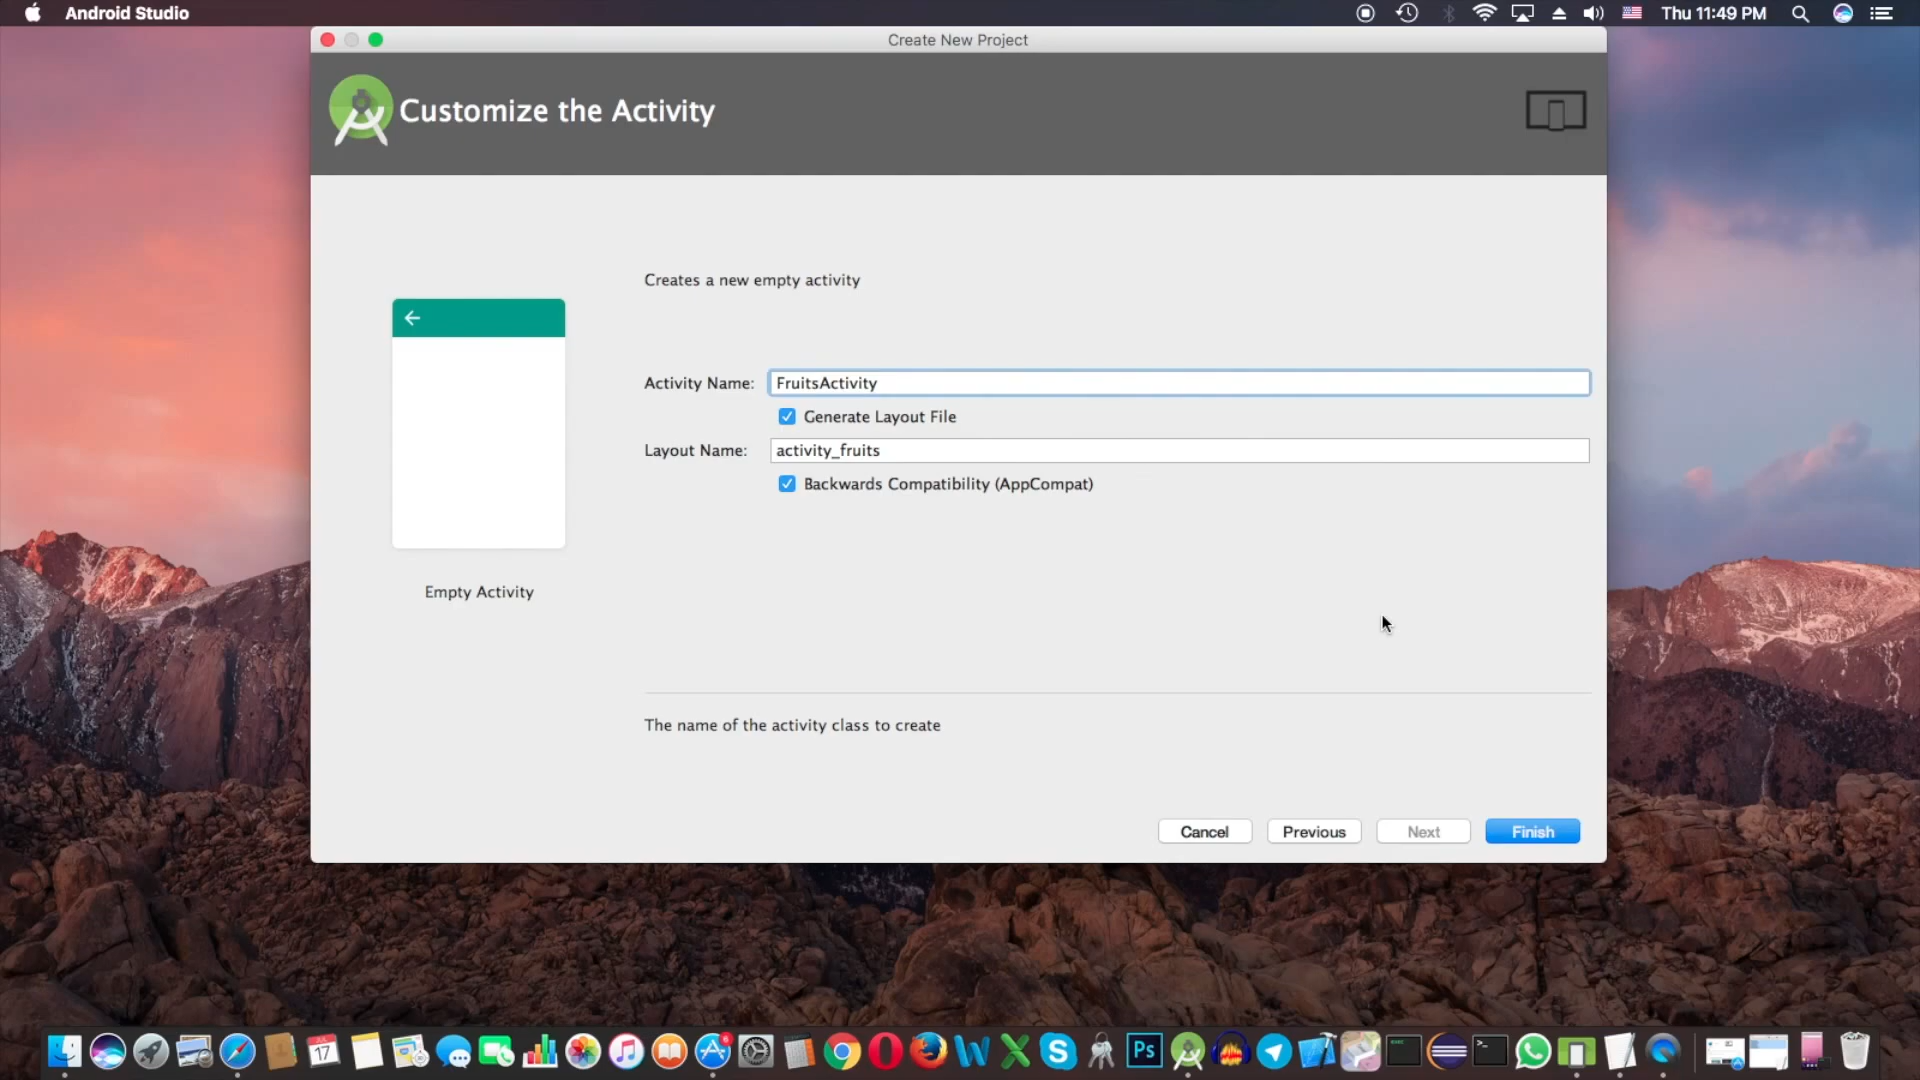 Android Studio
Thu 11:49 PM
Create New Project
Customize the Activity
Creates a new empty activity
Activity Name: FruitsActivity
Generate Layout File
Layout Name: activity_fruits
Backwards Compatibility (AppCompat)
Empty Activity
The name of the activity class to create
Cancel
Previous
Next
Finish
17
Ps